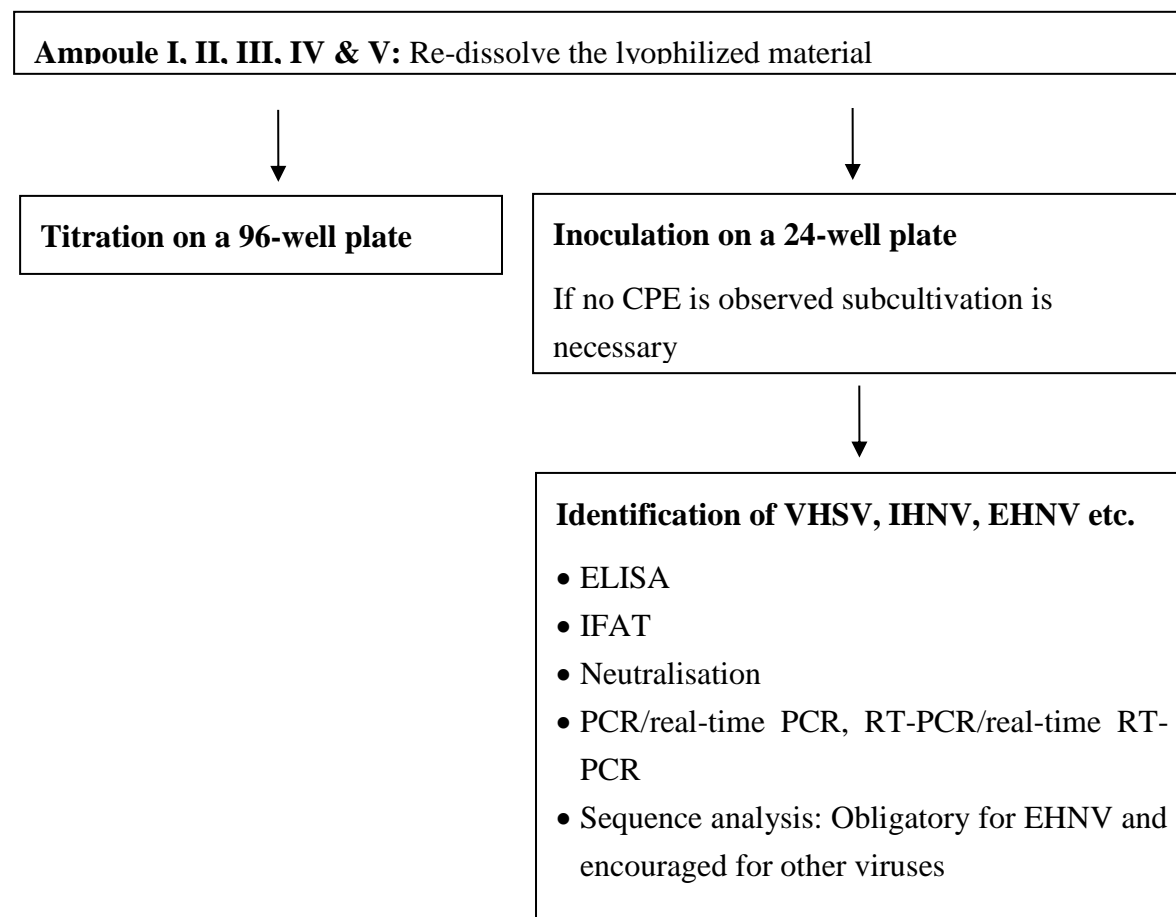 Ampoule I, II, III, IV & V: Re-dissolve the lyophilized material
Titration on a 96-well plate
Inoculation on a 24-well plate
If no CPE is observed subcultivation is
necessary
Identification of VHSV, IHNV, EHNV etc.
• ELISA
• IFAT
• Neutralisation
• PCR/real-time PCR, RT-PCR/real-time RT-
PCR
• Sequence analysis: Obligatory for EHNV and
encouraged for other viruses